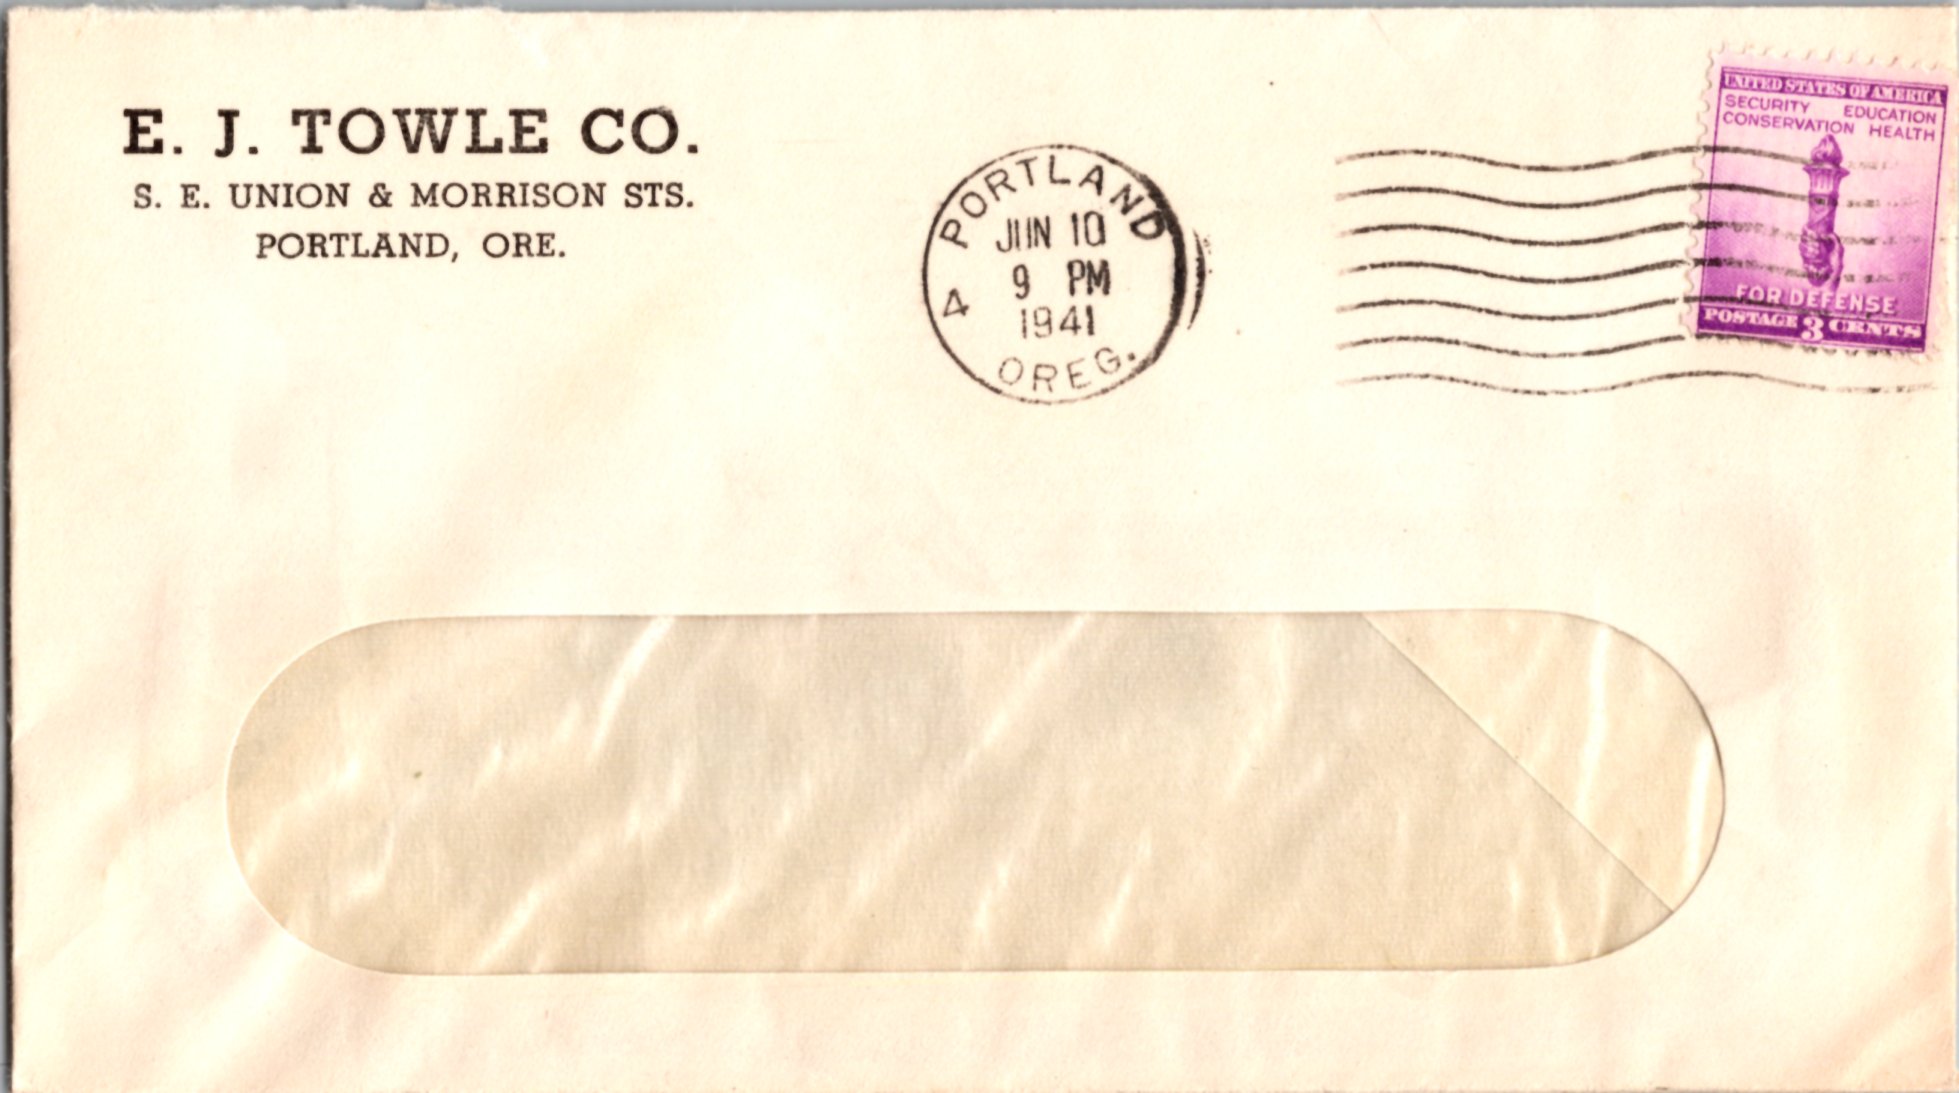 E. J. TOWLE CO.
S. E. UNION & MORRISON STS.
PORTLAND, ORE.
PORTLAND
JUN 10
9 PM
1941
4
OREG.
UNITED STATES OF AMERICA
SECURITY EDUCATION
CONSERVATION HEALTH
FOR DEFENSE
POSTAGE 3 CENTS